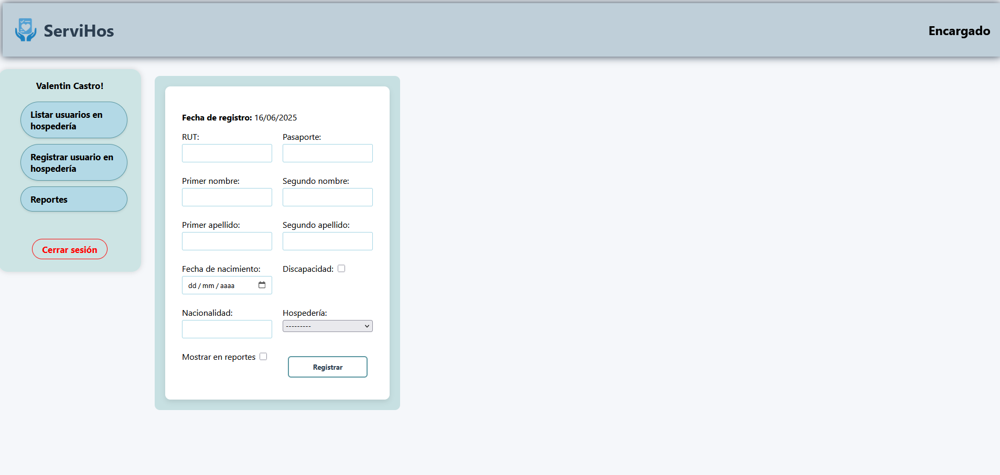 ServiHos
Encargado
Valentin Castro!
Listar usuarios en
hospedería
Registrar usuario en
hospedería
Reportes
Cerrar sesión
Fecha de registro: 16/06/2025
RUT:
Pasaporte:
Primer nombre:
Segundo nombre:
Primer apellido:
Segundo apellido:
Fecha de nacimiento:
Discapacidad:
dd / mm / aaaa
Nacionalidad:
Hospedería:
---------
Mostrar en reportes
Registrar